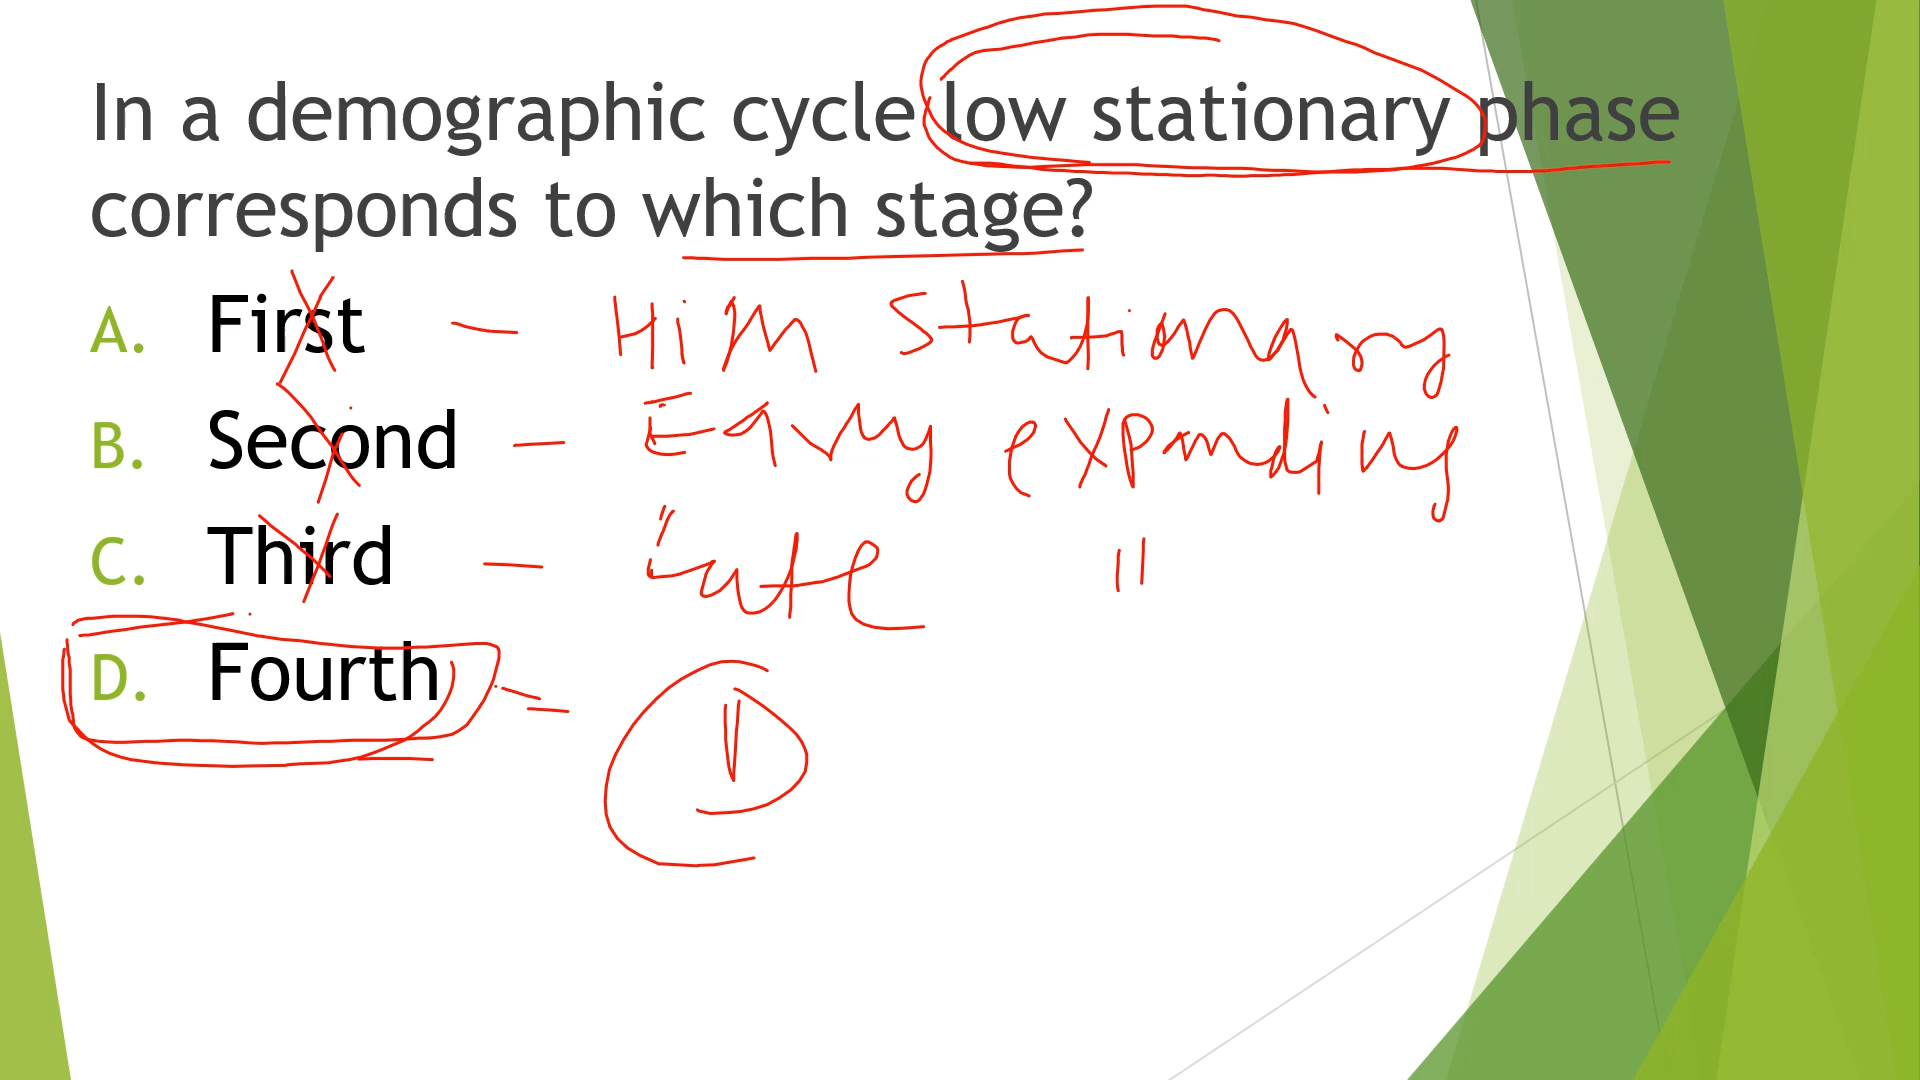 In a demographic cycle low stationary phase
corresponds to which stage?
A. First - High Stationary
B. Second - Early expanding
C. Third - Late "
D. Fourth - D